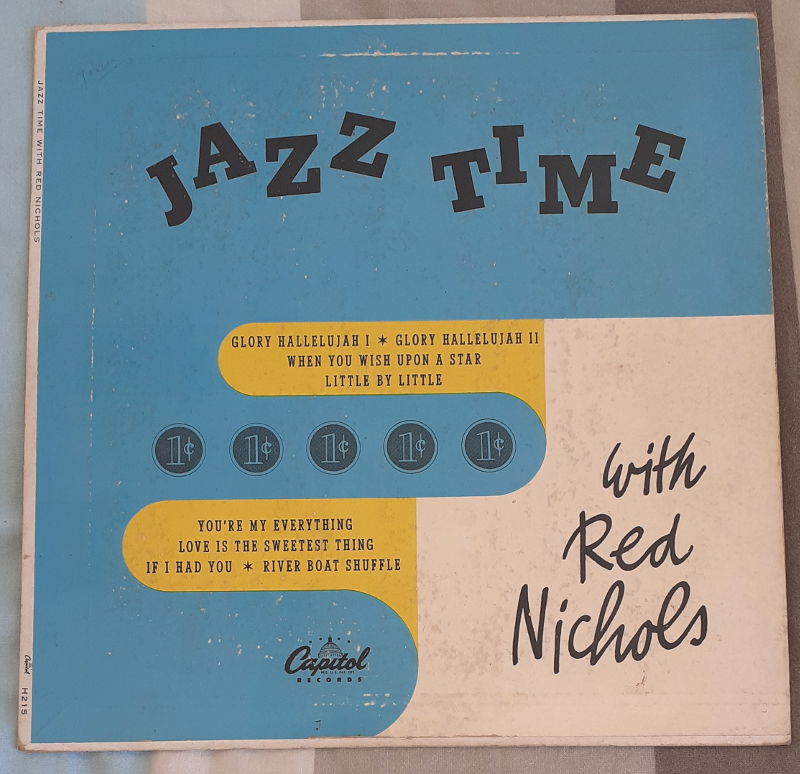 JAZZ TIME WITH RED NICHOLS
JAZZ TIME
GLORY HALLELUJAH I * GLORY HALLELUJAH II
WHEN YOU WISH UPON A STAR
LITTLE BY LITTLE
1¢ 1¢ 1¢ 1¢ 1¢
with
Red
Nichols
YOU'RE MY EVERYTHING
LOVE IS THE SWEETEST THING
IF I HAD YOU * RIVER BOAT SHUFFLE
Capitol
RECORDS
Capitol
H215